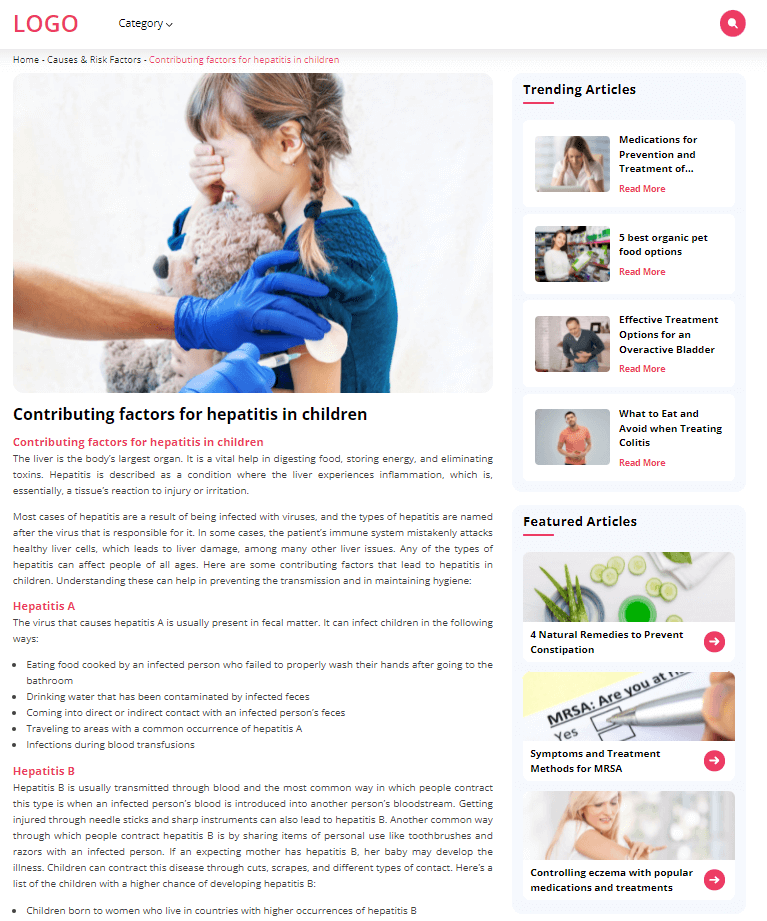 LOGO
Category
Home - Causes & Risk Factors - Contributing factors for hepatitis in children
Contributing factors for hepatitis in children
Contributing factors for hepatitis in children
The liver is the body's largest organ. It is a vital help in digesting food, storing energy, and eliminating
toxins. Hepatitis is described as a condition where the liver experiences inflammation, which is,
essentially, a tissue's reaction to injury or irritation.
Most cases of hepatitis are a result of being infected with viruses, and the types of hepatitis are named
after the virus that is responsible for it. In some cases, the patient's immune system mistakenly attacks
healthy liver cells, which leads to liver damage, among many other liver issues. Any of the types of
hepatitis can affect people of all ages. Here are some contributing factors that lead to hepatitis in
children. Understanding these can help in preventing the transmission and in maintaining hygiene:
Hepatitis A
The virus that causes hepatitis A is usually present in fecal matter. It can infect children in the following
ways:
• Eating food cooked by an infected person who failed to properly wash their hands after going to the
bathroom
• Drinking water that has been contaminated by infected feces
• Coming into direct or indirect contact with an infected person's feces
• Traveling to areas with a common occurrence of hepatitis A
• Infections during blood transfusions
Hepatitis B
Hepatitis B is usually transmitted through blood and the most common way in which people contract
this type is when an infected person's blood is introduced into another person's bloodstream. Getting
injured through needle sticks and sharp instruments can also lead to hepatitis B. Another common way
through which people contract hepatitis B is by sharing items of personal use like toothbrushes and
razors with an infected person. If an expecting mother has hepatitis B, her baby may develop the
illness. Children can contract this disease through cuts, scrapes, and different types of contact. Here's a
list of the children with a higher chance of developing hepatitis B:
• Children born to women who live in countries with higher occurrences of hepatitis B
Trending Articles
Medications for
Prevention and
Treatment of...
Read More
5 best organic pet
food options
Read More
Effective Treatment
Options for an
Overactive Bladder
Read More
What to Eat and
Avoid when Treating
Colitis
Read More
Featured Articles
4 Natural Remedies to Prevent
Constipation
MRSA: Are you at
Yes
Symptoms and Treatment
Methods for MRSA
Controlling eczema with popular
medications and treatments